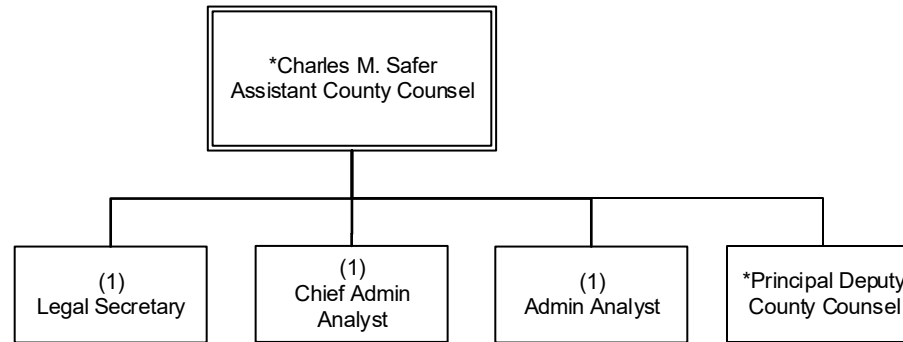 *Charles M. Safer
Assistant County Counsel
(1)
Legal Secretary
(1)
Chief Admin
Analyst
(1)
Admin Analyst
*Principal Deputy
County Counsel